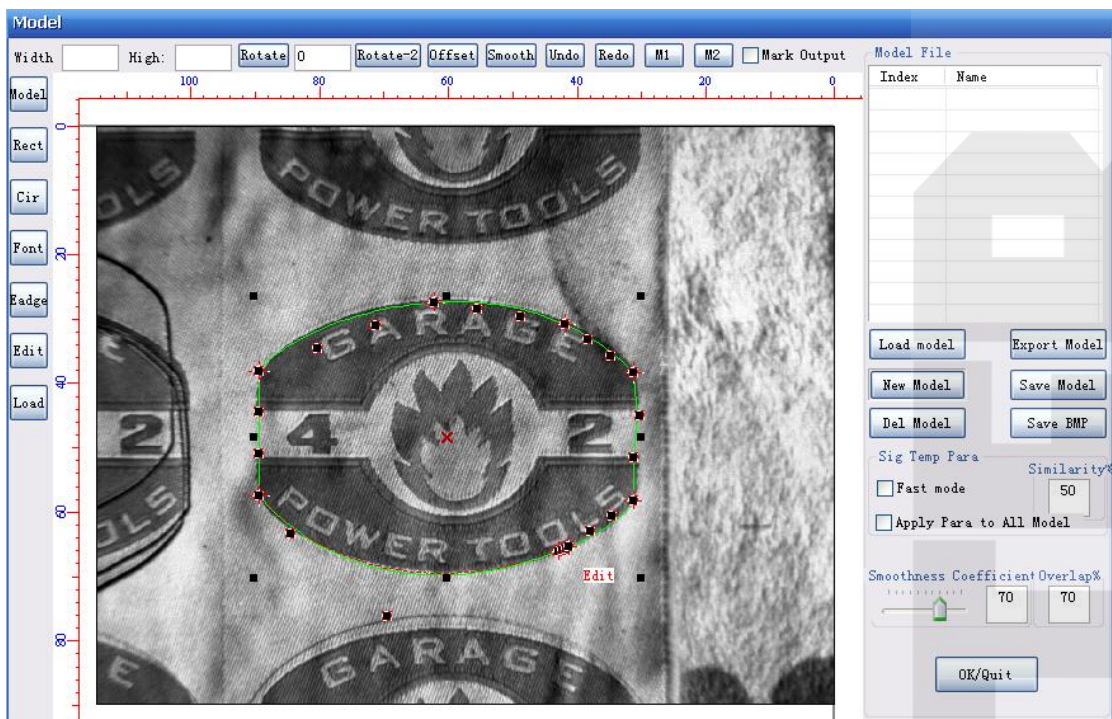 Model
Width High: Rotate 0 Rotate-2 Offset Smooth Undo Redo M1 M2 Mark Output
Model
Rect
Cir
Font
Eadge
Edit
Load
100 80 60 40 20 0
0
20
40
60
80
POWER TOOLS
OLS
GARAGE
4 2
POWER TOOLS
E
2
OLS
Edit
GARAGE
E
Model File
Index Name
Load model Export Model
New Model Save Model
Del Model Save BMP
Sig Temp Para
Similarity%
Fast mode 50
Apply Para to All Model
Smoothness Coefficient Overlap%
70 70
OK/Quit